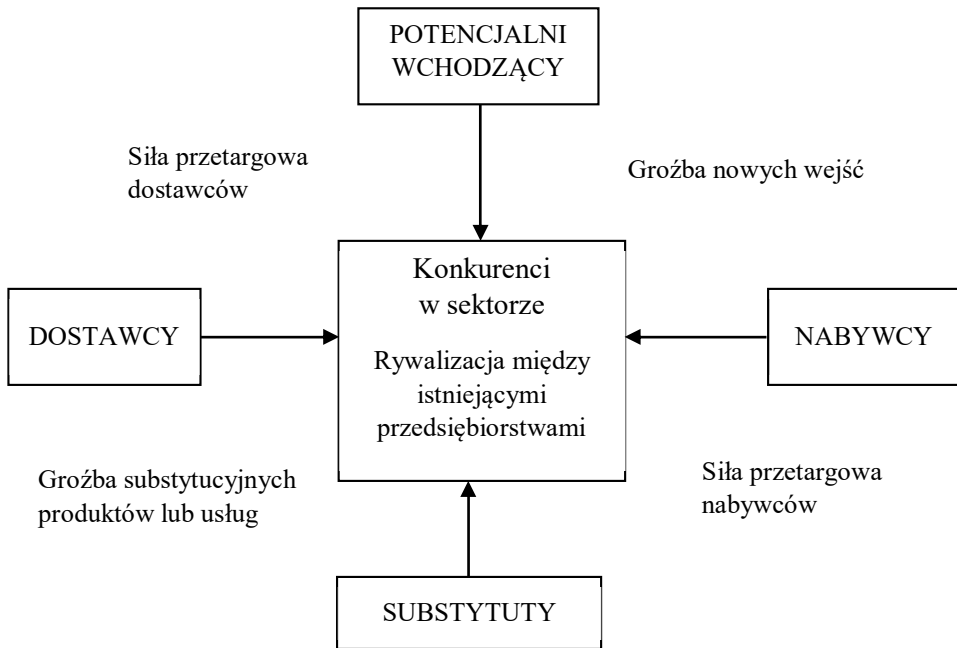 POTENCJALNI
WCHODZĄCY
Siła przetargowa
dostawców
Groźba nowych wejść
Konkurenci
w sektorze
DOSTAWCY
NABYWCY
Rywalizacja między
istniejącymi
przedsiębiorstwami
Groźba substytucyjnych
produktów lub usług
Siła przetargowa
nabywców
SUBSTYTUTY